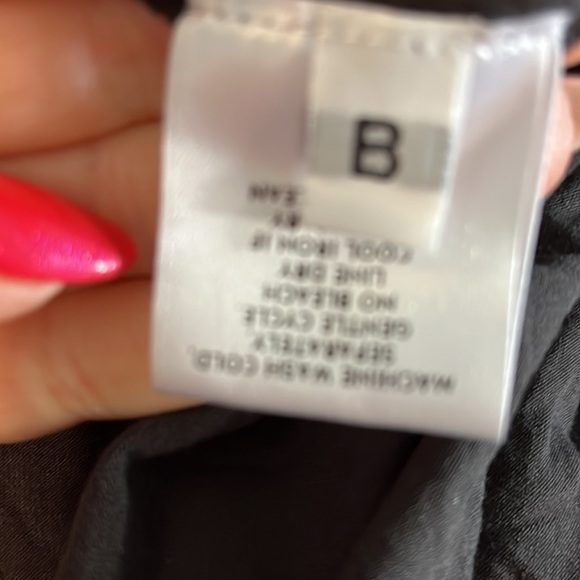 B
MACHINE WASH COLD,
SEPARATELY
GENTLE CYCLE
NO BLEACH
LINE DRY
COOL IRON IF